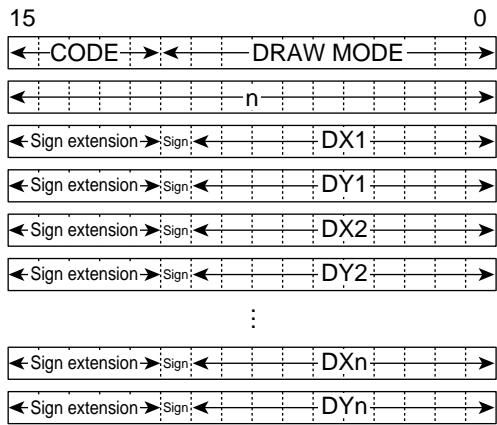 15 0
CODE DRAW MODE
n
Sign extension Sign DX1
Sign extension Sign DY1
Sign extension Sign DX2
Sign extension Sign DY2
⋮
Sign extension Sign DXn
Sign extension Sign DYn